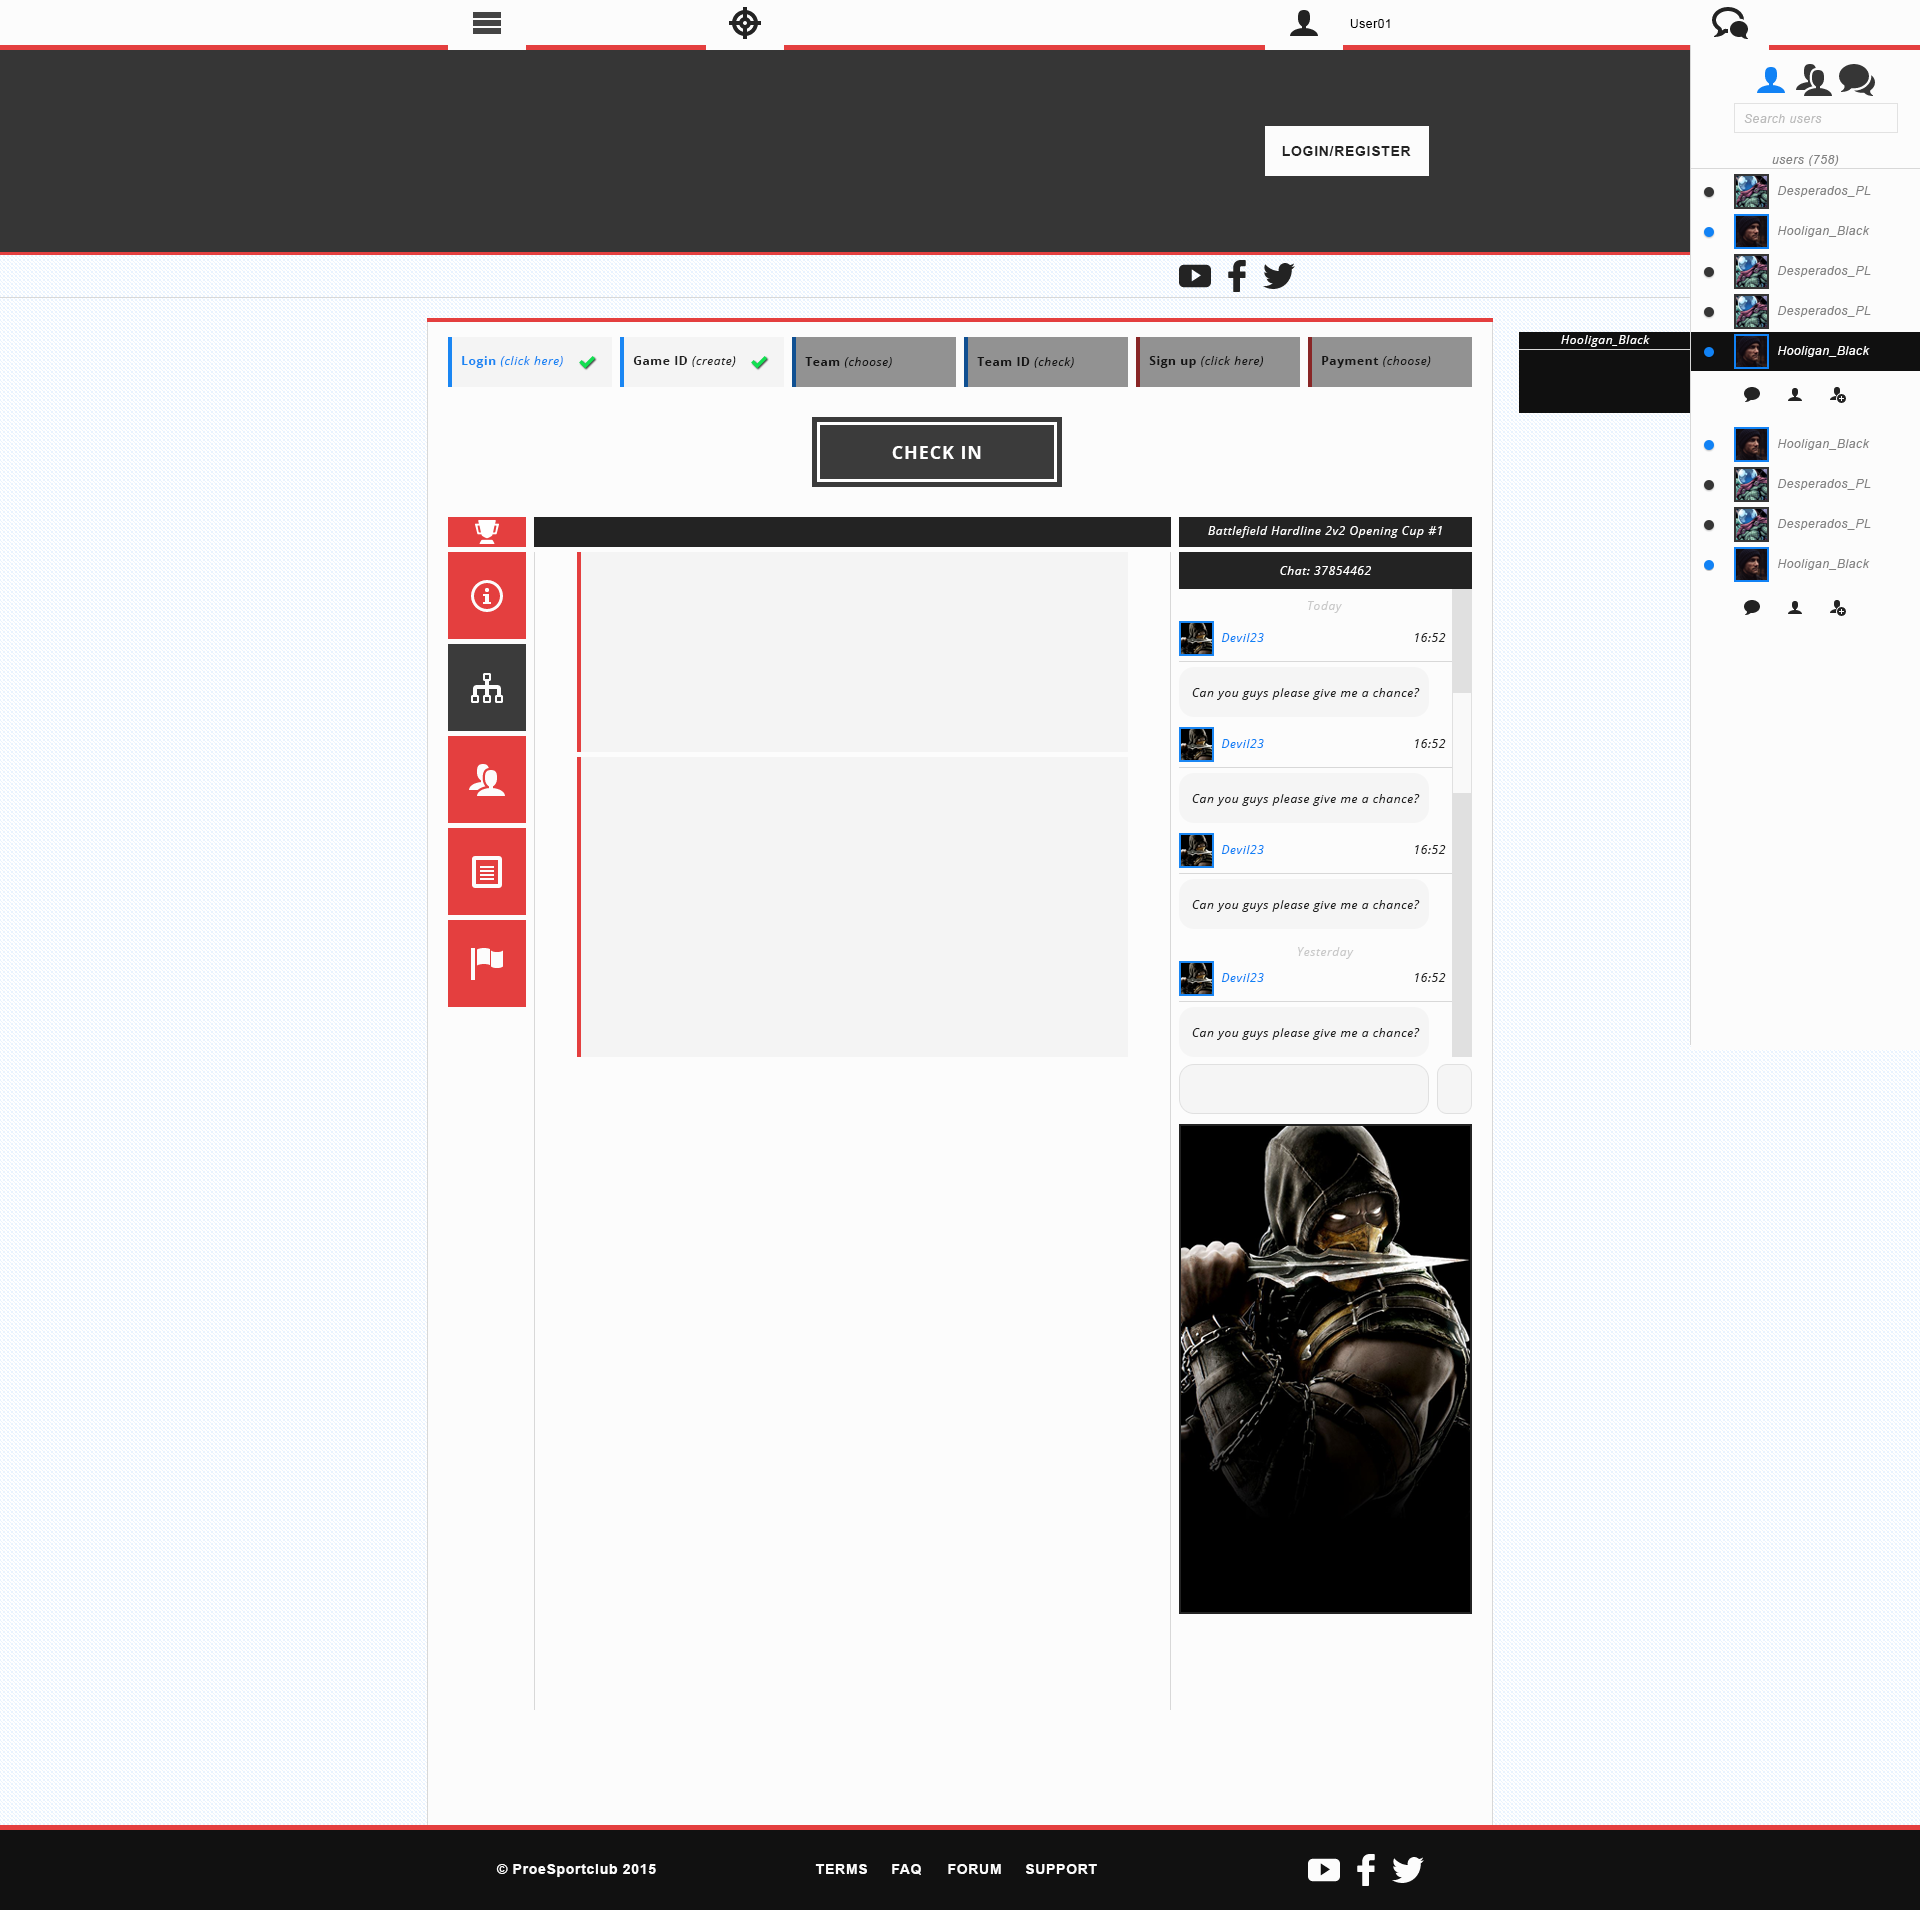 User01
LOGIN/REGISTER
Search users
users (758)
Desperados_PL
Hooligan_Black
Desperados_PL
Desperados_PL
Hooligan_Black
Hooligan_Black
Hooligan_Black
Desperados_PL
Desperados_PL
Hooligan_Black
Login (click here)
Game ID (create)
Team (choose)
Team ID (check)
Sign up (click here)
Payment (choose)
CHECK IN
Battlefield Hardline 2v2 Opening Cup #1
Chat: 37854462
Today
Devil23 16:52
Can you guys please give me a chance?
Devil23 16:52
Can you guys please give me a chance?
Devil23 16:52
Can you guys please give me a chance?
Yesterday
Devil23 16:52
Can you guys please give me a chance?
© ProeSportclub 2015
TERMS FAQ FORUM SUPPORT